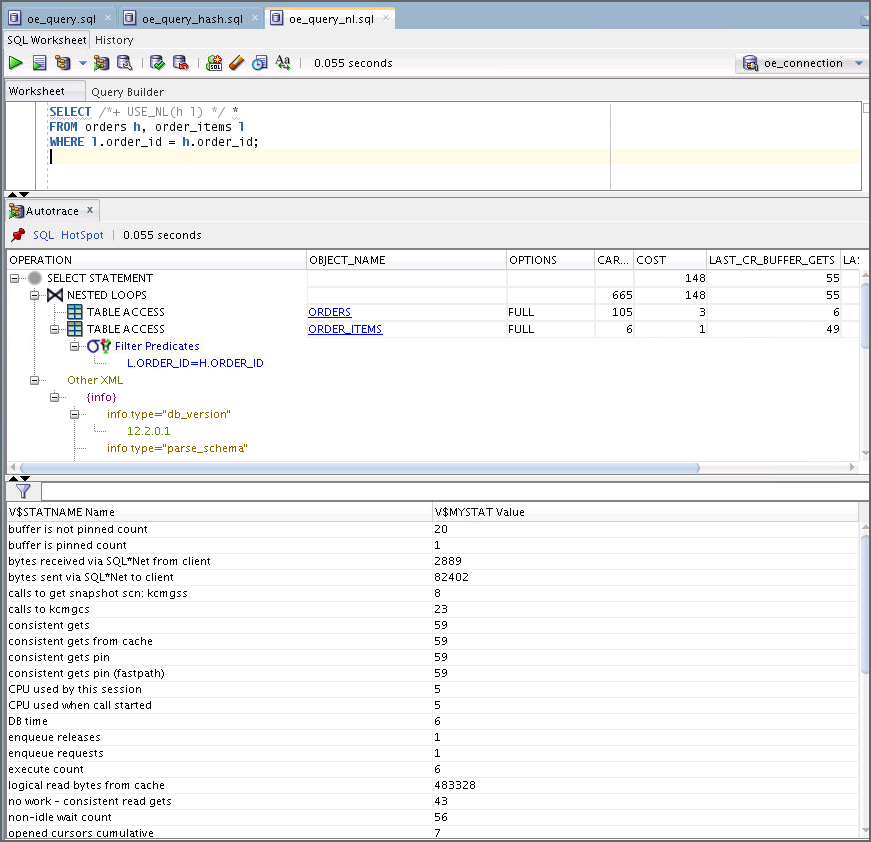 oe_query.sql oe_query_hash.sql oe_query_nl.sql
SQL Worksheet History
0.055 seconds oe_connection
Worksheet Query Builder
SELECT /*+ USE_NL(h l) */ *
FROM orders h, order_items l
WHERE l.order_id = h.order_id;
Autotrace
SQL HotSpot 0.055 seconds
OPERATION OBJECT_NAME OPTIONS CAR... COST LAST_CR_BUFFER_GETS LAS
SELECT STATEMENT 148 55
NESTED LOOPS 665 148 55
TABLE ACCESS ORDERS FULL 105 3 6
TABLE ACCESS ORDER_ITEMS FULL 6 1 49
Filter Predicates
L.ORDER_ID=H.ORDER_ID
Other XML
{info}
info type="db_version"
12.2.0.1
info type="parse_schema"
V$STATNAME Name V$MYSTAT Value
buffer is not pinned count 20
buffer is pinned count 1
bytes received via SQL*Net from client 2889
bytes sent via SQL*Net to client 82402
calls to get snapshot scn: kcmgss 8
calls to kcmgcs 23
consistent gets 59
consistent gets from cache 59
consistent gets pin 59
consistent gets pin (fastpath) 59
CPU used by this session 5
CPU used when call started 5
DB time 6
enqueue releases 1
enqueue requests 1
execute count 6
logical read bytes from cache 483328
no work - consistent read gets 43
non-idle wait count 56
opened cursors cumulative 7